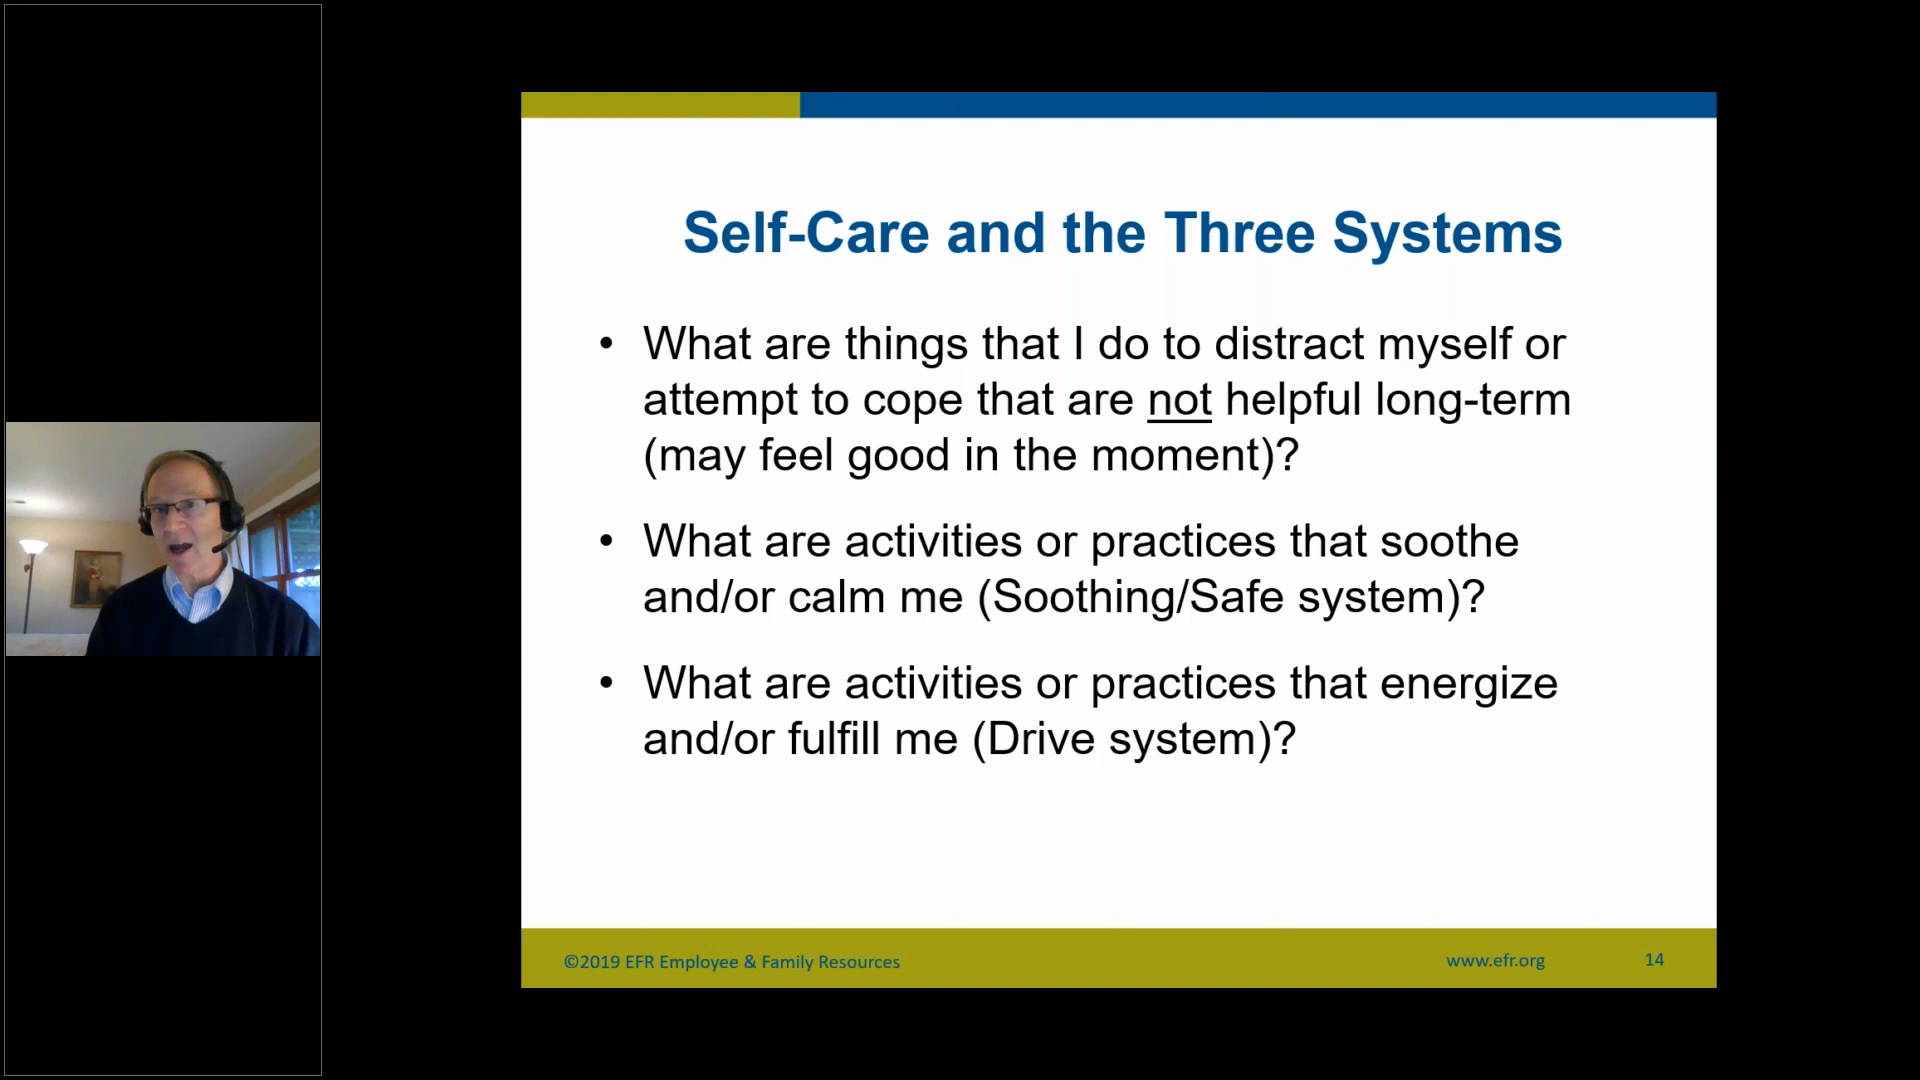 Self-Care and the Three Systems
• What are things that I do to distract myself or
attempt to cope that are not helpful long-term
(may feel good in the moment)?
• What are activities or practices that soothe
and/or calm me (Soothing/Safe system)?
• What are activities or practices that energize
and/or fulfill me (Drive system)?
©2019 EFR Employee & Family Resources
www.efr.org
14